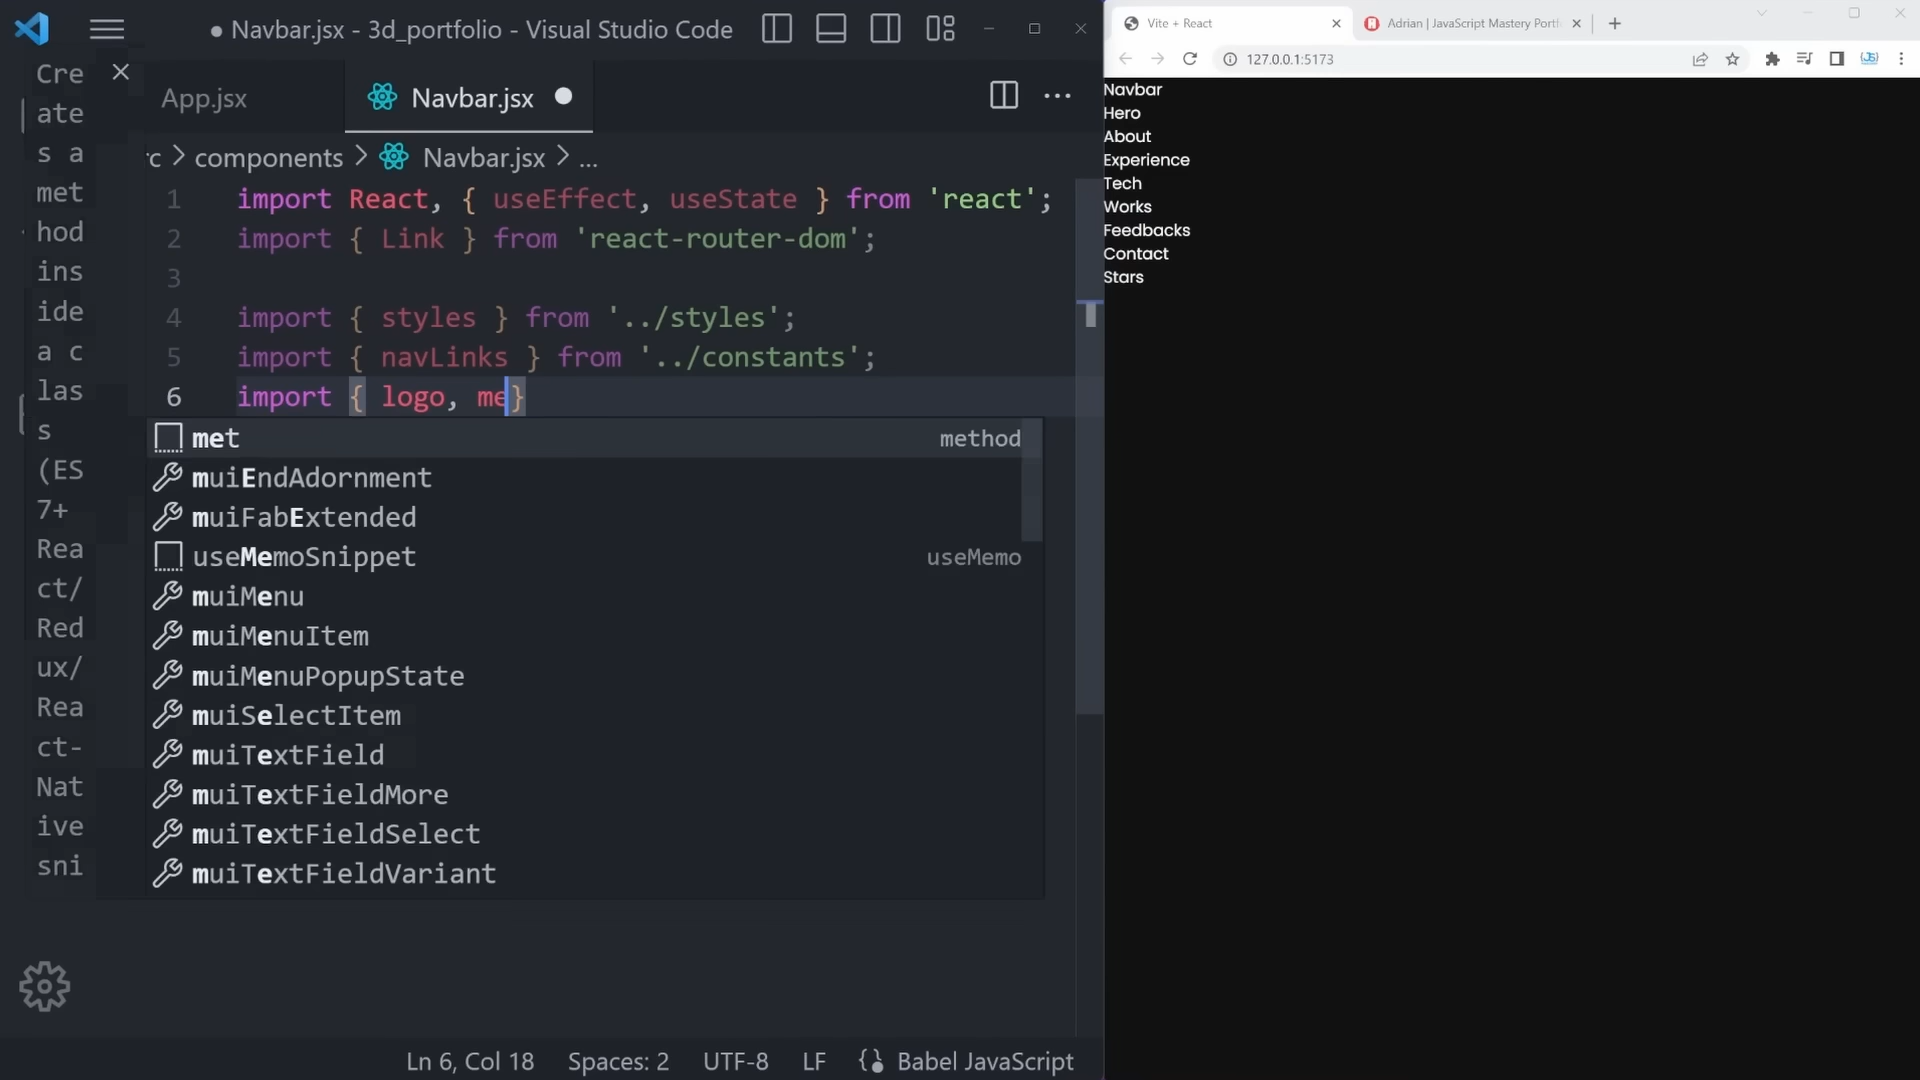 ● Navbar.jsx - 3d_portfolio - Visual Studio Code
Cre
ate
s a
met
hod
ins
ide
a c
las
s
(ES
7+
Rea
ct/
Red
ux/
Rea
ct-
Nat
ive
sni
App.jsx
Navbar.jsx
rc > components > Navbar.jsx > ...
1 import React, { useEffect, useState } from 'react';
2 import { Link } from 'react-router-dom';
3
4 import { styles } from '../styles';
5 import { navLinks } from '../constants';
6 import { logo, me}
met method
muiEndAdornment
muiFabExtended
useMemoSnippet useMemo
muiMenu
muiMenuItem
muiMenuPopupState
muiSelectItem
muiTextField
muiTextFieldMore
muiTextFieldSelect
muiTextFieldVariant
Ln 6, Col 18 Spaces: 2 UTF-8 LF Babel JavaScript
Vite + React
Adrian | JavaScript Mastery Portf
127.0.0.1:5173
Navbar
Hero
About
Experience
Tech
Works
Feedbacks
Contact
Stars